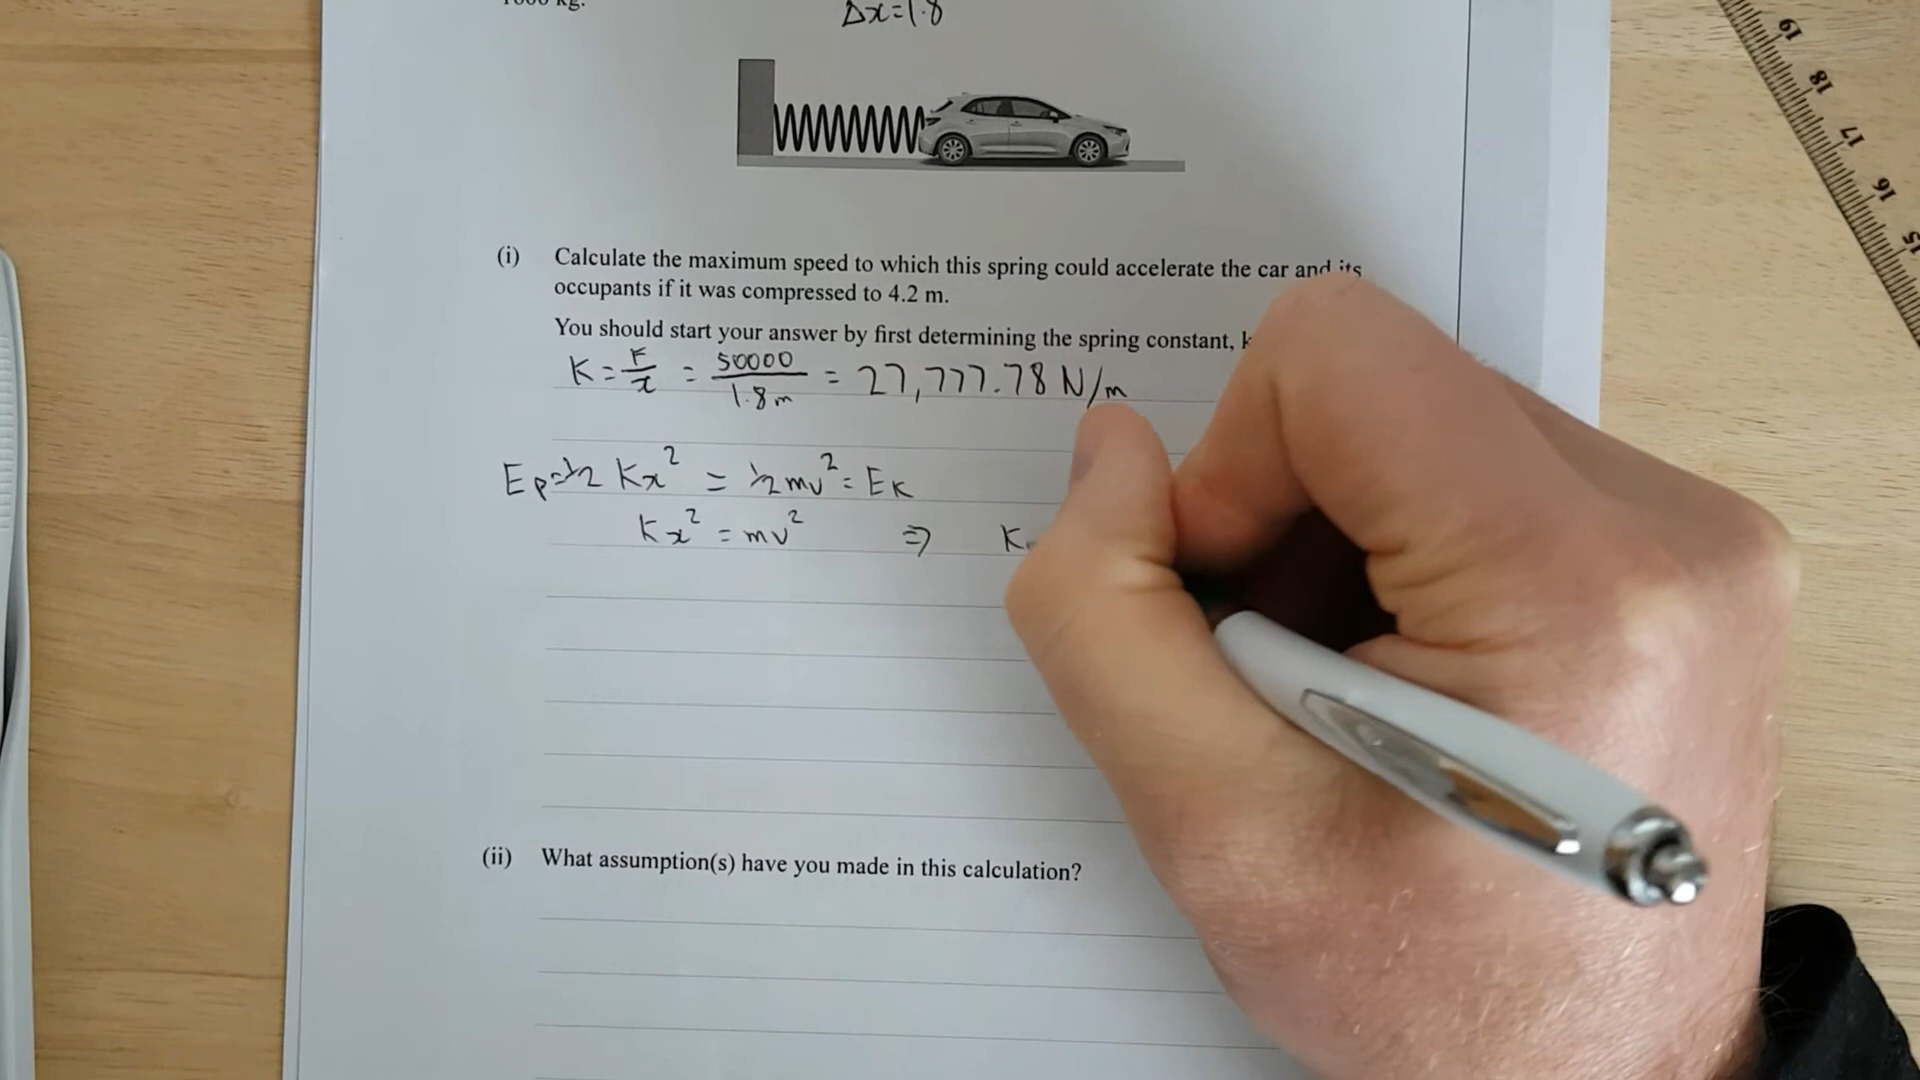 Δx=1.8
(i) Calculate the maximum speed to which this spring could accelerate the car and its
occupants if it was compressed to 4.2 m.
You should start your answer by first determining the spring constant,
K = F/x = 50000/1.8m = 27,777.78 N/m
Ep=½ Kx² = ½mv² = EK
Kx² = mv² ⇒ K
(ii) What assumption(s) have you made in this calculation?
19
18
17
16
15